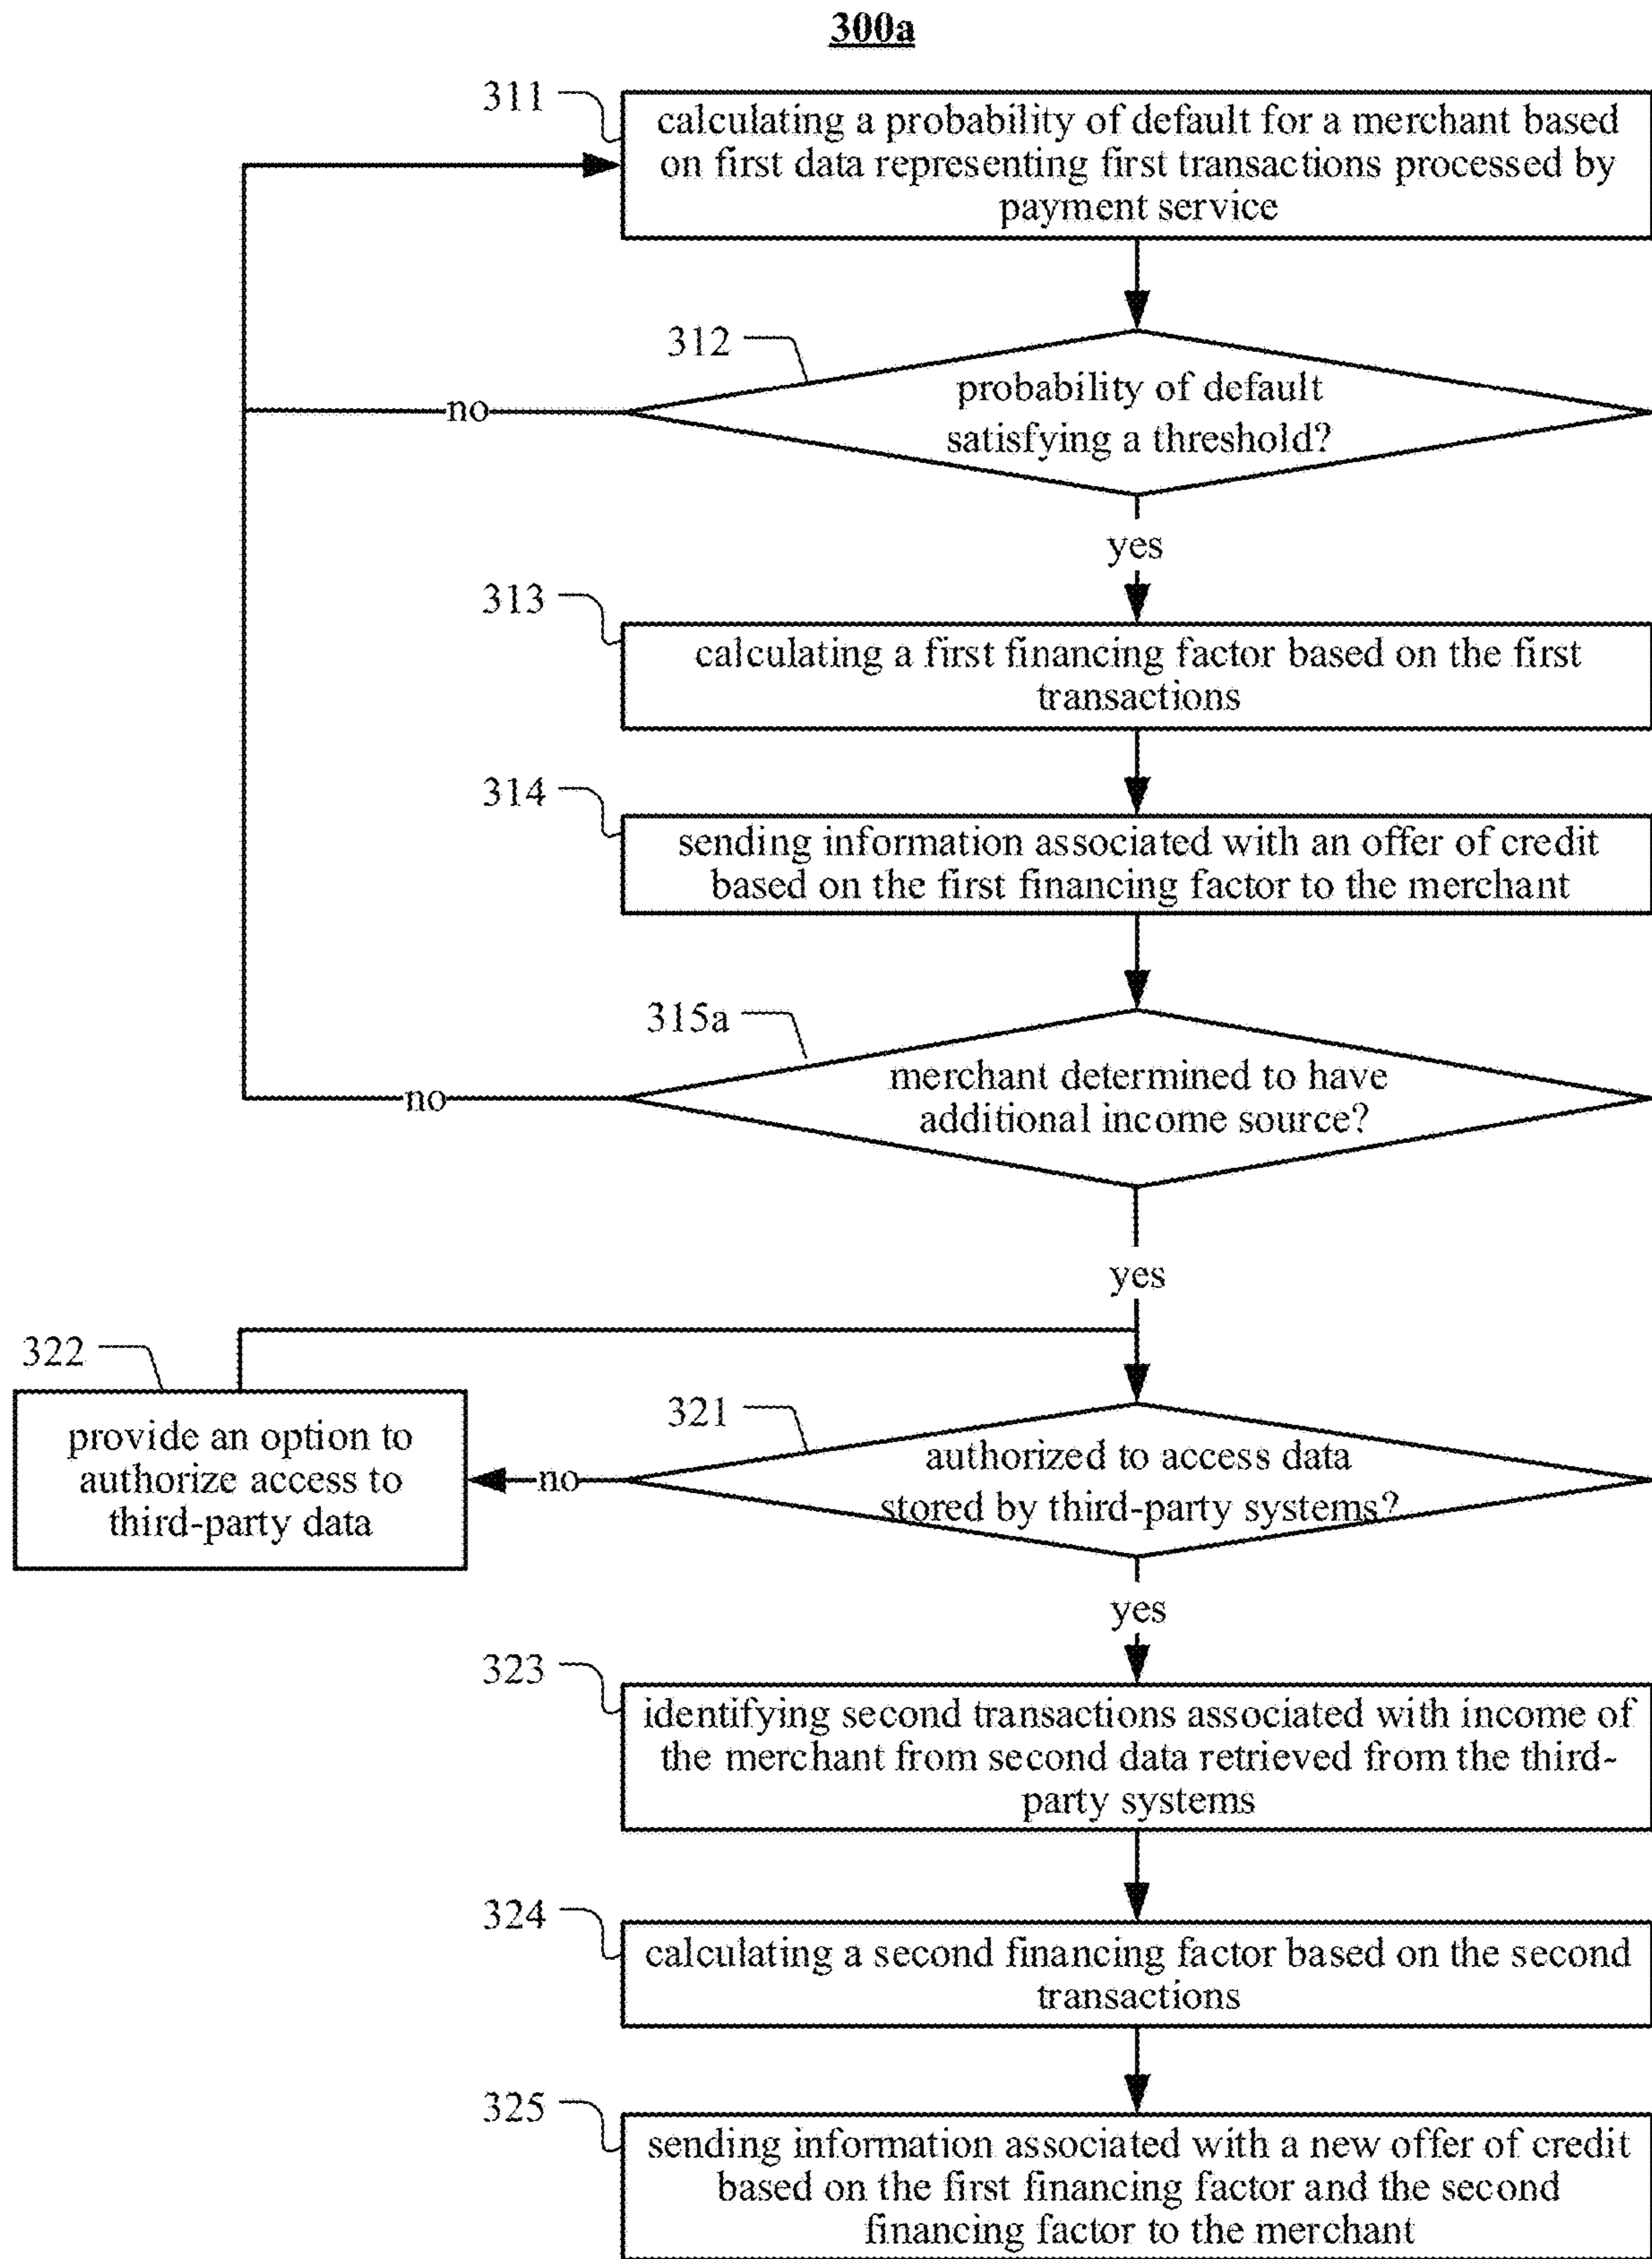 300a
311
calculating a probability of default for a merchant based
on first data representing first transactions processed by
payment service
312
probability of default
satisfying a threshold?
no
yes
313
calculating a first financing factor based on the first
transactions
314
sending information associated with an offer of credit
based on the first financing factor to the merchant
315a
merchant determined to have
additional income source?
no
yes
322
provide an option to
authorize access to
third-party data
321
authorized to access data
stored by third-party systems?
no
yes
323
identifying second transactions associated with income of
the merchant from second data retrieved from the third-
party systems
324
calculating a second financing factor based on the second
transactions
325
sending information associated with a new offer of credit
based on the first financing factor and the second
financing factor to the merchant